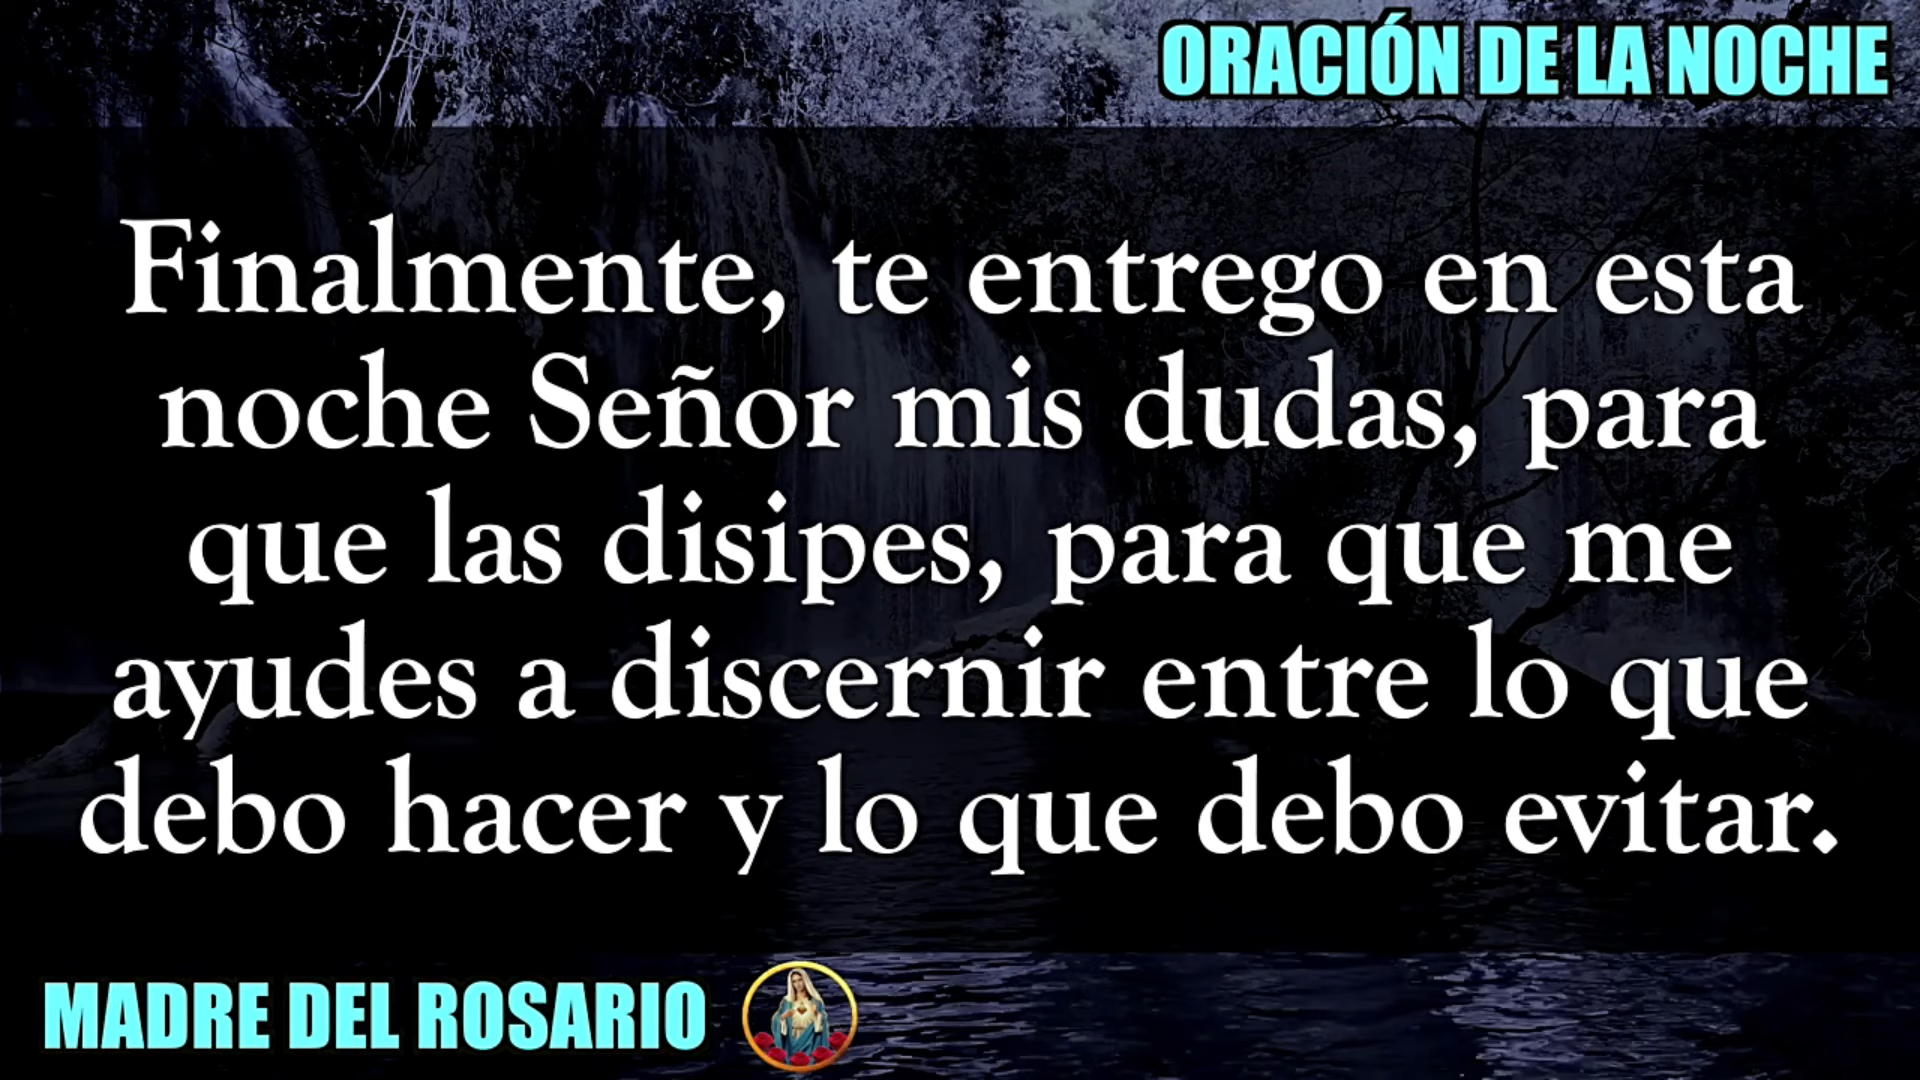 ORACIÓN DE LA NOCHE
Finalmente, te entrego en esta
noche Señor mis dudas, para
que las disipes, para que me
ayudes a discernir entre lo que
debo hacer y lo que debo evitar.
MADRE DEL ROSARIO